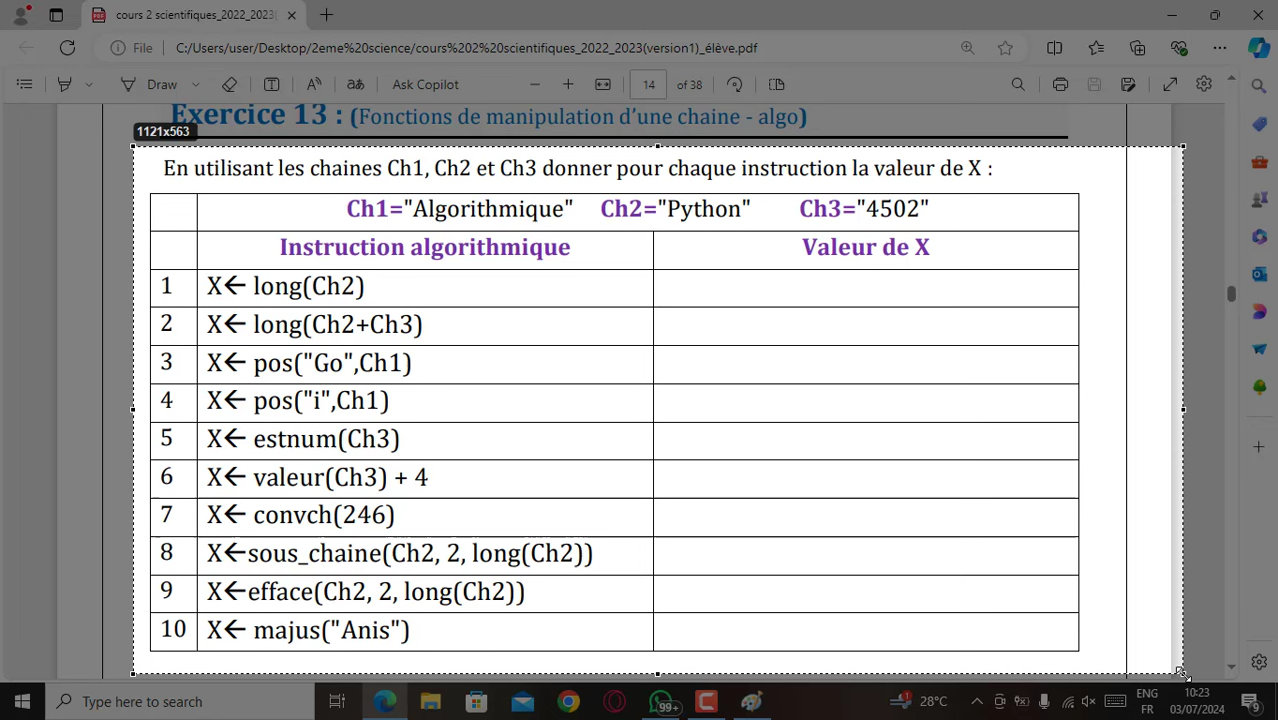 cours 2 scientifiques_2022_2023(
File
C:/Users/user/Desktop/2eme%20science/cours%202%20scientifiques_2022_2023(version1)_élève.pdf
Draw
aあ
Ask Copilot
14
of 38
Exercice 13 : (Fonctions de manipulation d'une chaine - algo)
1121x563
En utilisant les chaines Ch1, Ch2 et Ch3 donner pour chaque instruction la valeur de X :
Ch1="Algorithmique" Ch2="Python" Ch3="4502"
Instruction algorithmique Valeur de X
1 X← long(Ch2)
2 X← long(Ch2+Ch3)
3 X← pos("Go",Ch1)
4 X← pos("i",Ch1)
5 X← estnum(Ch3)
6 X← valeur(Ch3) + 4
7 X← convch(246)
8 X←sous_chaine(Ch2, 2, long(Ch2))
9 X←efface(Ch2, 2, long(Ch2))
10 X← majus("Anis")
Type here to search
99+
1
28°C
ENG
FR
10:23
03/07/2024
9